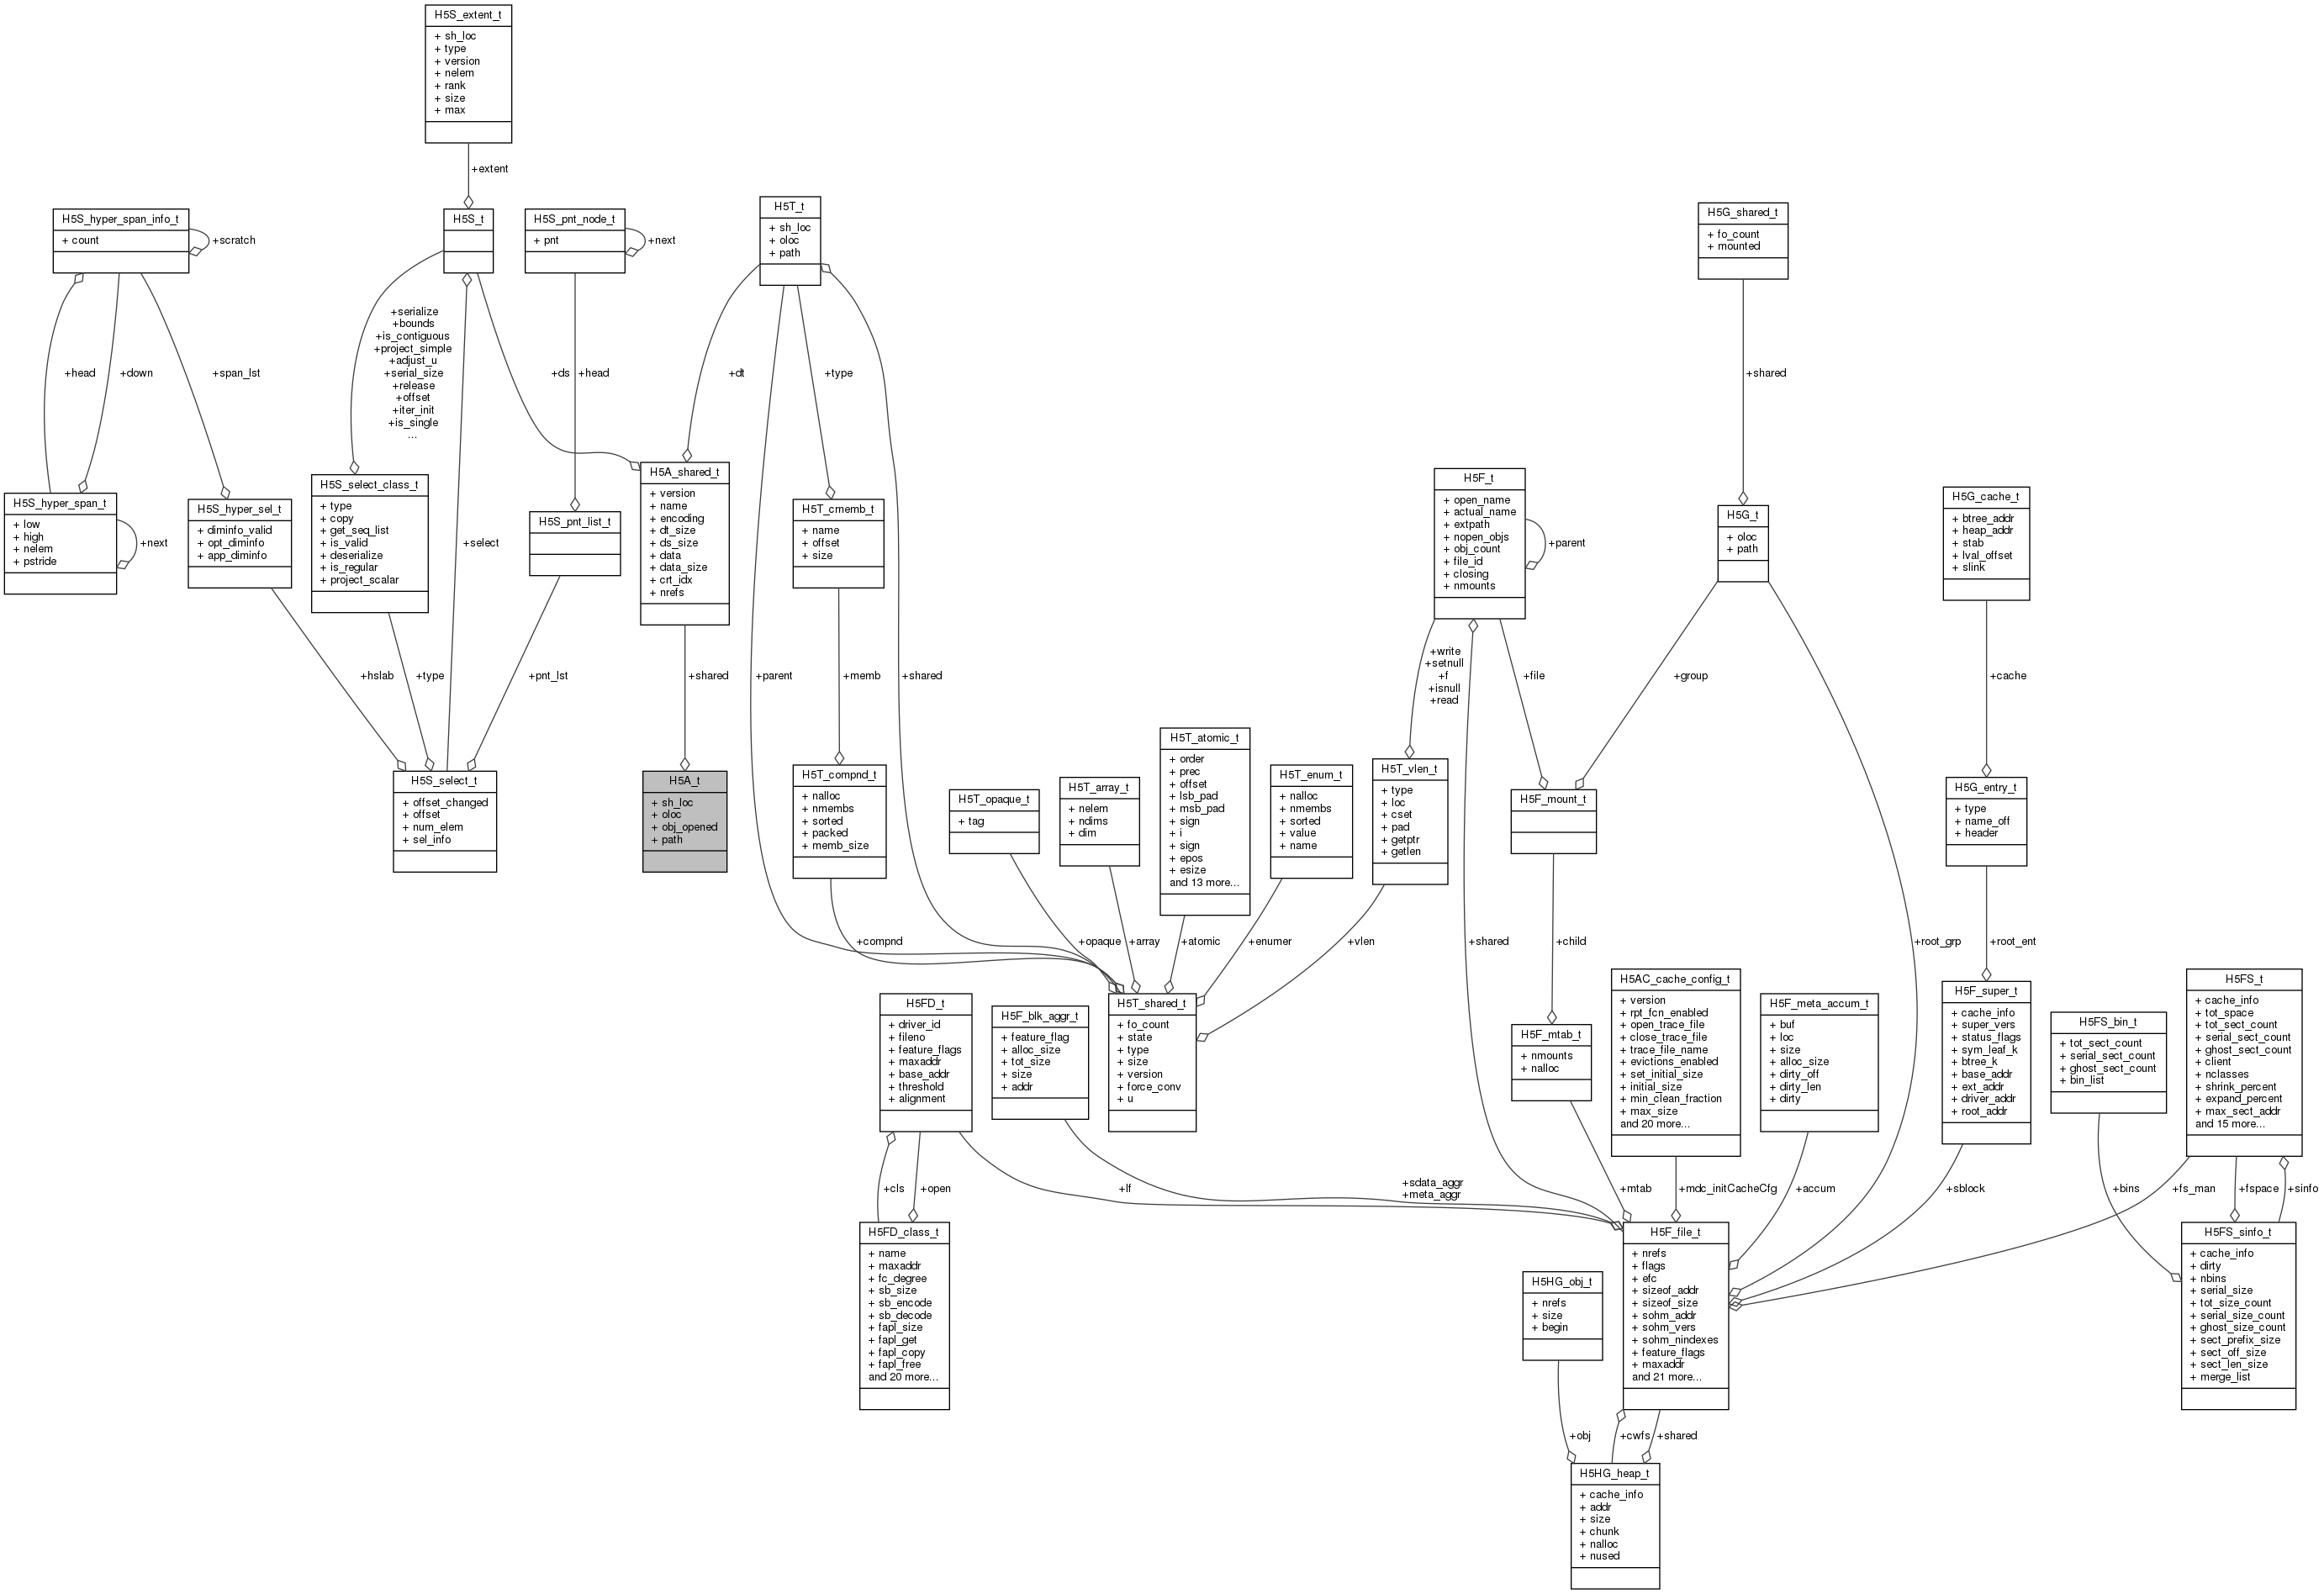 H5S_extent_t
+ sh_loc
+ type
+ version
+ nelem
+ rank
+ size
+ max
+extent
H5S_hyper_span_info_t
+ count
+scratch
H5S_t
H5S_pnt_node_t
+ pnt
+next
H5T_t
+ sh_loc
+ oloc
+ path
H5G_shared_t
+ fo_count
+ mounted
+serialize
+bounds
+is_contiguous
+project_simple
+adjust_u
+serial_size
+release
+offset
+iter_init
+is_single
...
+head
+down
+span_lst
+ds
+head
+dt
+type
+shared
H5S_hyper_span_t
+ low
+ high
+ nelem
+ pstride
+next
H5S_hyper_sel_t
+ diminfo_valid
+ opt_diminfo
+ app_diminfo
H5S_select_class_t
+ type
+ copy
+ get_seq_list
+ is_valid
+ deserialize
+ is_regular
+ project_scalar
+select
H5S_pnt_list_t
H5A_shared_t
+ version
+ name
+ encoding
+ dt_size
+ ds_size
+ data
+ data_size
+ crt_idx
+ nrefs
H5T_cmemb_t
+ name
+ offset
+ size
H5F_t
+ open_name
+ actual_name
+ extpath
+ nopen_objs
+ obj_count
+ file_id
+ closing
+ nmounts
+parent
H5G_t
+ oloc
+ path
H5G_cache_t
+ btree_addr
+ heap_addr
+ stab
+ lval_offset
+ slink
+hslab
+type
+pnt_lst
+shared
+parent
+memb
+shared
+write
+setnull
+f
+isnull
+read
+file
+group
+cache
H5S_select_t
+ offset_changed
+ offset
+ num_elem
+ sel_info
H5A_t
+ sh_loc
+ oloc
+ obj_opened
+ path
H5T_compnd_t
+ nalloc
+ nmembs
+ sorted
+ packed
+ memb_size
H5T_opaque_t
+ tag
H5T_array_t
+ nelem
+ ndims
+ dim
H5T_atomic_t
+ order
+ prec
+ offset
+ lsb_pad
+ msb_pad
+ sign
+ i
+ sign
+ epos
+ esize
and 13 more...
H5T_enum_t
+ nalloc
+ nmembs
+ sorted
+ value
+ name
H5T_vlen_t
+ type
+ loc
+ cset
+ pad
+ getptr
+ getlen
H5F_mount_t
H5G_entry_t
+ type
+ name_off
+ header
+compnd
+opaque
+array
+atomic
+enumer
+vlen
+shared
+child
+root_grp
+root_ent
H5FD_t
+ driver_id
+ fileno
+ feature_flags
+ maxaddr
+ base_addr
+ threshold
+ alignment
H5F_blk_aggr_t
+ feature_flag
+ alloc_size
+ tot_size
+ size
+ addr
H5T_shared_t
+ fo_count
+ state
+ type
+ size
+ version
+ force_conv
+ u
H5F_mtab_t
+ nmounts
+ nalloc
H5AC_cache_config_t
+ version
+ rpt_fcn_enabled
+ open_trace_file
+ close_trace_file
+ trace_file_name
+ evictions_enabled
+ set_initial_size
+ initial_size
+ min_clean_fraction
+ max_size
and 20 more...
H5F_meta_accum_t
+ buf
+ loc
+ size
+ alloc_size
+ dirty_off
+ dirty_len
+ dirty
H5F_super_t
+ cache_info
+ super_vers
+ status_flags
+ sym_leaf_k
+ btree_k
+ base_addr
+ ext_addr
+ driver_addr
+ root_addr
H5FS_bin_t
+ tot_sect_count
+ serial_sect_count
+ ghost_sect_count
+ bin_list
H5FS_t
+ cache_info
+ tot_space
+ tot_sect_count
+ serial_sect_count
+ ghost_sect_count
+ client
+ nclasses
+ shrink_percent
+ expand_percent
+ max_sect_addr
and 15 more...
+cls
+open
+lf
+sdata_aggr
+meta_aggr
+mtab
+mdc_initCacheCfg
+accum
+sblock
+bins
+fs_man
+fspace
+sinfo
H5FD_class_t
+ name
+ maxaddr
+ fc_degree
+ sb_size
+ sb_encode
+ sb_decode
+ fapl_size
+ fapl_get
+ fapl_copy
+ fapl_free
and 20 more...
H5HG_obj_t
+ nrefs
+ size
+ begin
H5F_file_t
+ nrefs
+ flags
+ efc
+ sizeof_addr
+ sizeof_size
+ sohm_addr
+ sohm_vers
+ sohm_nindexes
+ feature_flags
+ maxaddr
and 21 more...
H5FS_sinfo_t
+ cache_info
+ dirty
+ nbins
+ serial_size
+ tot_size_count
+ serial_size_count
+ ghost_size_count
+ sect_prefix_size
+ sect_off_size
+ sect_len_size
+ merge_list
+obj
+cwfs
+shared
H5HG_heap_t
+ cache_info
+ addr
+ size
+ chunk
+ nalloc
+ nused